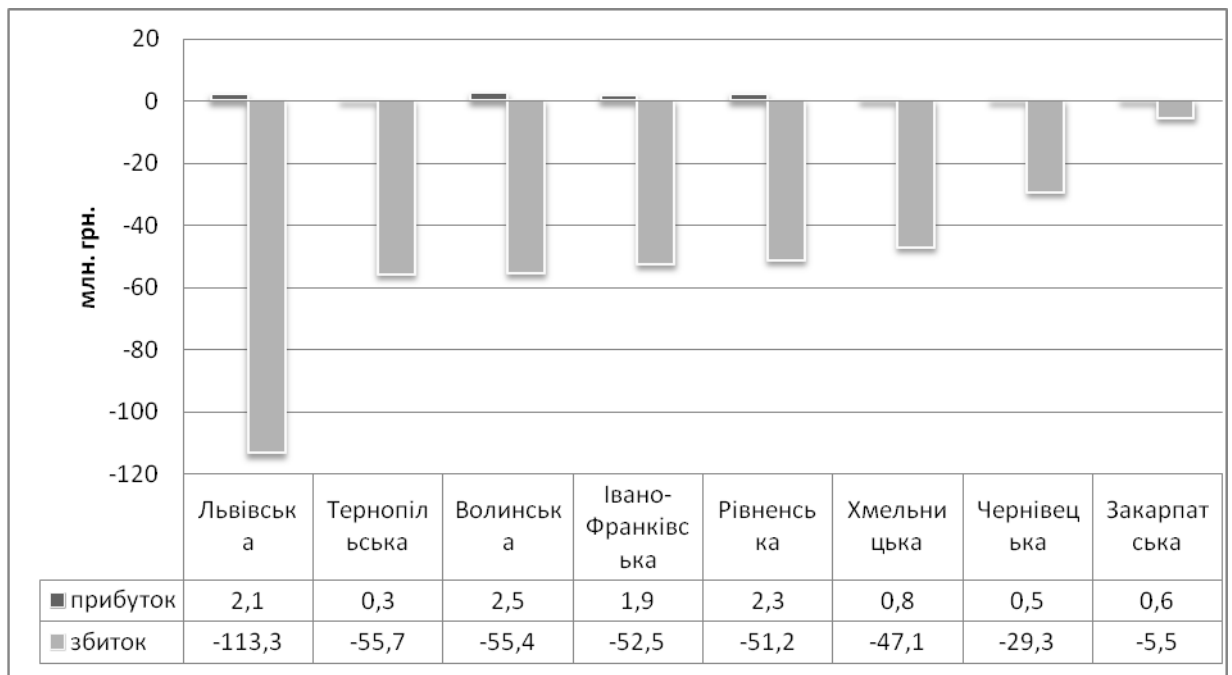 20
0
-20
-40
-60
-80
-100
-120
млн. грн.
Львівськ
а
Тернопіл
ьська
Волинськ
а
Івано-
Франківс
ька
Рівненсь
ка
Хмельни
цька
Чернівец
ька
Закарпат
ська
прибуток 2,1 0,3 2,5 1,9 2,3 0,8 0,5 0,6
збиток -113,3 -55,7 -55,4 -52,5 -51,2 -47,1 -29,3 -5,5